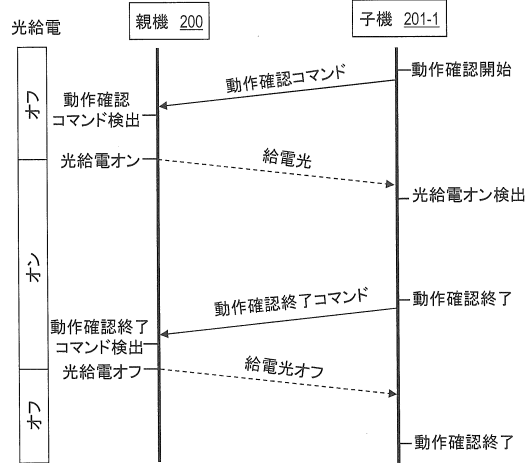 光給電
親機 200
子機 201-1
オフ
動作確認開始
動作確認コマンド
動作確認
コマンド検出
光給電オン
給電光
光給電オン検出
オン
動作確認終了コマンド
動作確認終了
動作確認終了
コマンド検出
光給電オフ
給電光オフ
オフ
動作確認終了